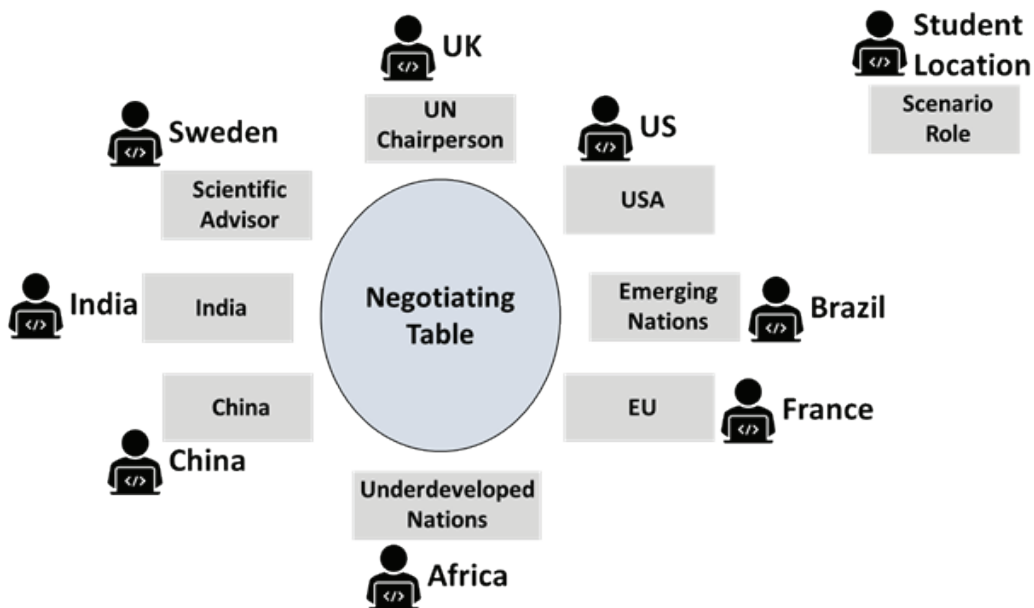 UK
UN
Chairperson
Student
Location
Scenario
Role
Sweden
Scientific
Advisor
US
USA
India
India
Negotiating
Table
Emerging
Nations
Brazil
China
China
EU
France
Underdeveloped
Nations
Africa